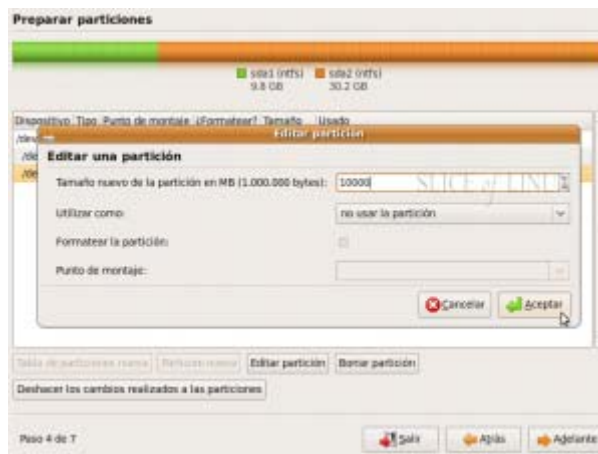 Preparar particiones
sda1 (ntfs)
9.8 GB
sda2 (ntfs)
30.2 GB
Dispositivo Tipo Punto de montaje ¿Formatear? Tamaño Usado
Editar partición
Editar una partición
Tamaño nuevo de la partición en MB (1.000.000 bytes): 10000
SLICE of LINUX
Utilizar como: no usar la partición
Formatear la partición:
Punto de montaje:
Cancelar Aceptar
Tabla de particiones nueva Partición nueva Editar partición Borrar partición
Deshacer los cambios realizados a las particiones
Paso 4 de 7
Salir Atrás Adelante